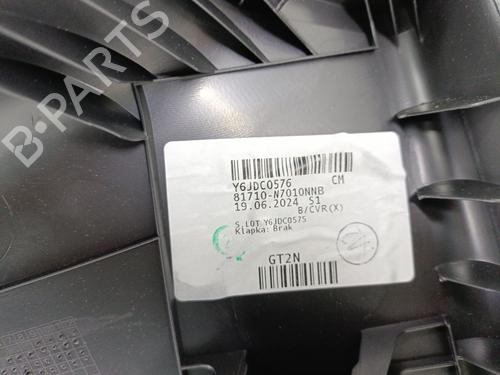 B-PARTS
Y6JDC0576 CM
81710-N7010NNB
19.06.2024 S1
B/CVR(X)
S.LOT Y6JDC0575
Klapka: Brak
GT2N